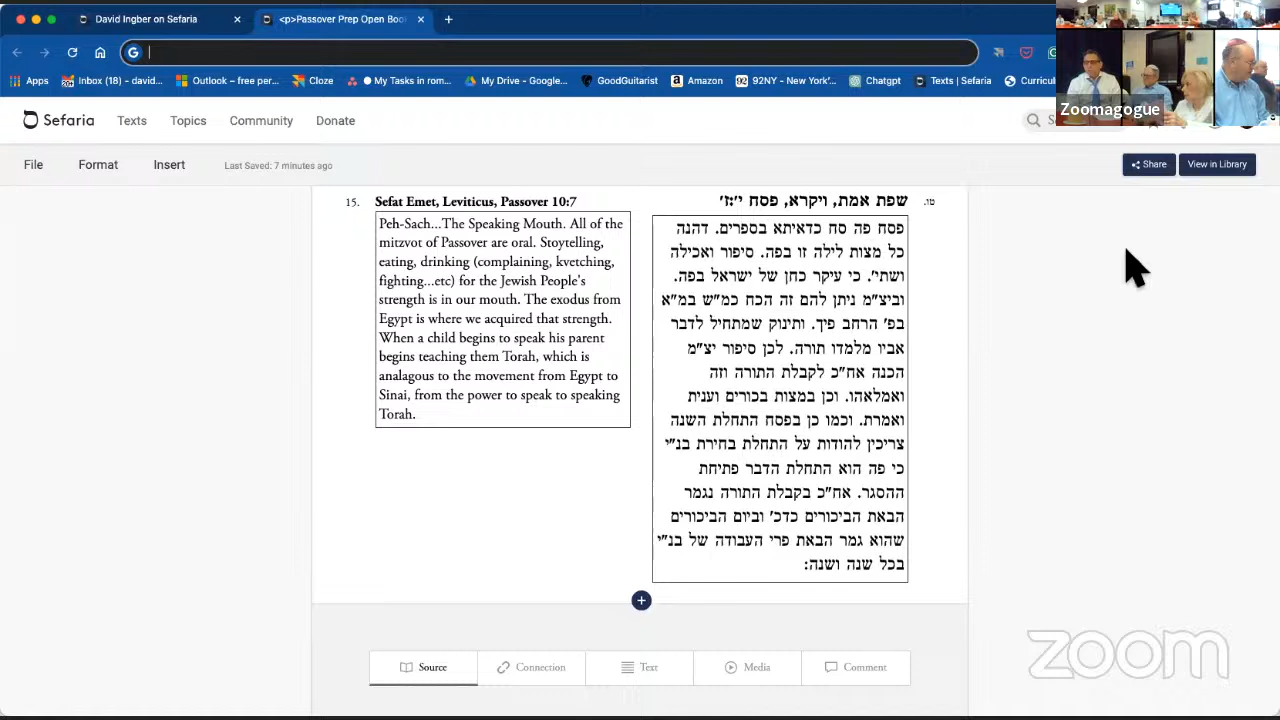 David Ingber on Sefaria
<p>Passover Prep Open Boo
Apps
Inbox (18) - david...
Outlook – free per...
Cloze
My Tasks in rom...
My Drive - Google...
GoodGuitarist
Amazon
92NY - New York'...
Chatgpt
Texts | Sefaria
Curricu
Zoomagogue
Sefaria
Texts
Topics
Community
Donate
File
Format
Insert
Last Saved: 7 minutes ago
Share
View in Library
15.
Sefat Emet, Leviticus, Passover 10:7
Peh-Sach...The Speaking Mouth. All of the
mitzvot of Passover are oral. Stoytelling,
eating, drinking (complaining, kvetching,
fighting...etc) for the Jewish People's
strength is in our mouth. The exodus from
Egypt is where we acquired that strength.
When a child begins to speak his parent
begins teaching them Torah, which is
analagous to the movement from Egypt to
Sinai, from the power to speak to speaking
Torah.
טו.
שפת אמת, ויקרא, פסח י׳:ז׳
פסח פה סח כדאיתא בספרים. דהנה
כל מצות לילה זו בפה. סיפור ואכילה
ושתי'. כי עיקר כחן של ישראל בפה.
וביצ"מ ניתן להם זה הכח כמ"ש במ"א
בפ' הרחב פיך. ותינוק שמתחיל לדבר
אביו מלמדו תורה. לכן סיפור יצ"מ
הכנה אח"כ לקבלת התורה וזה
ואמלאהו. וכן במצות בכורים וענית
ואמרת. וכמו כן בפסח התחלת השנה
צריכין להודות על התחלת בחירת בנ"י
כי פה הוא התחלת הדבר פתיחת
ההסגר. אח"כ בקבלת התורה נגמר
הבאת הביכורים כדכ' וביום הביכורים
שהוא גמר הבאת פרי העבודה של בנ"י
בכל שנה ושנה:
Source
Connection
Text
Media
Comment
zoom